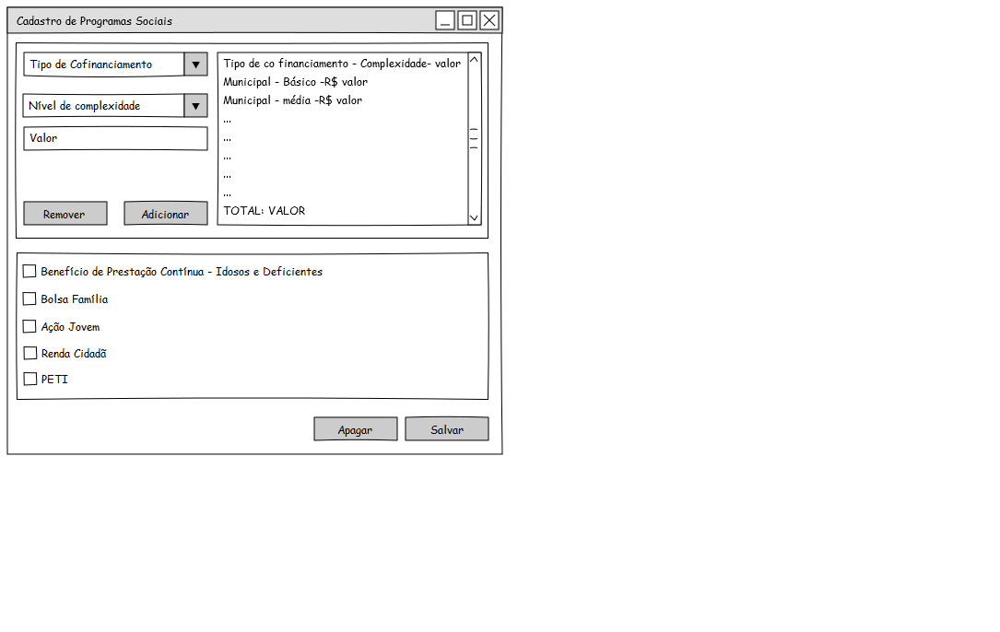 Cadastro de Programas Sociais
Tipo de Cofinanciamento
Nível de complexidade
Valor
Remover
Adicionar
Tipo de co financiamento - Complexidade- valor
Municipal - Básico -R$ valor
Municipal - média -R$ valor
...
...
...
...
...
TOTAL: VALOR
Benefício de Prestação Contínua - Idosos e Deficientes
Bolsa Família
Ação Jovem
Renda Cidadã
PETI
Apagar
Salvar